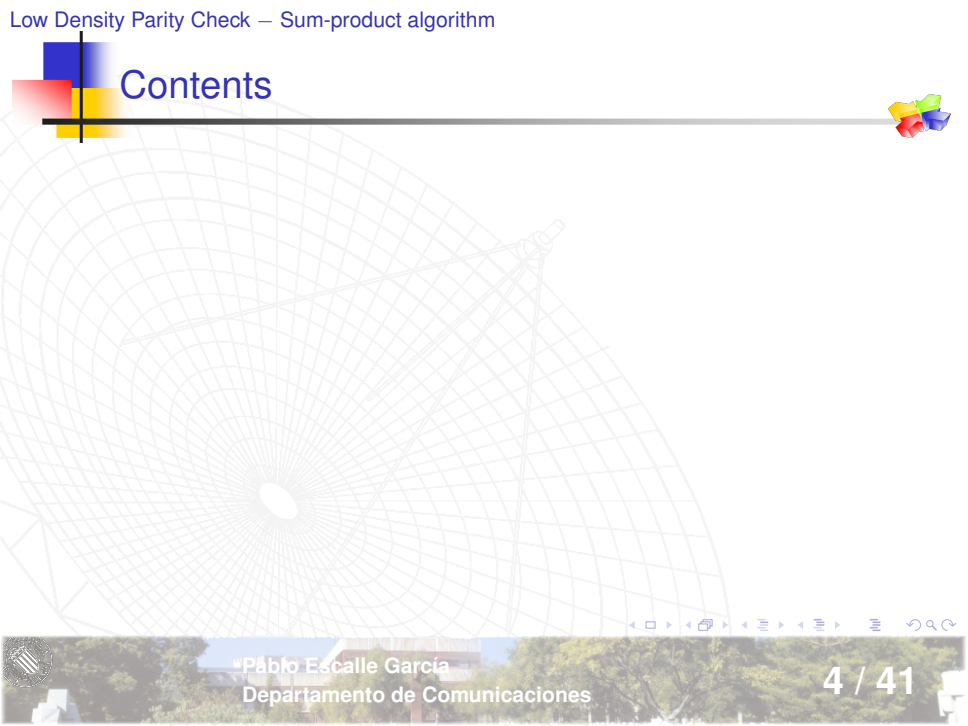 Low Density Parity Check − Sum-product algorithm
Contents
Pablo Escalle García
Departamento de Comunicaciones
4 / 41